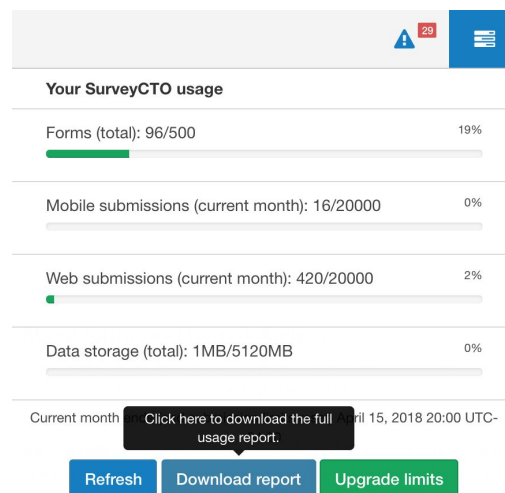 29
Your SurveyCTO usage
Forms (total): 96/500 19%
Mobile submissions (current month): 16/20000 0%
Web submissions (current month): 420/20000 2%
Data storage (total): 1MB/5120MB 0%
Current month April 15, 2018 20:00 UTC-
Click here to download the full
usage report.
Refresh Download report Upgrade limits